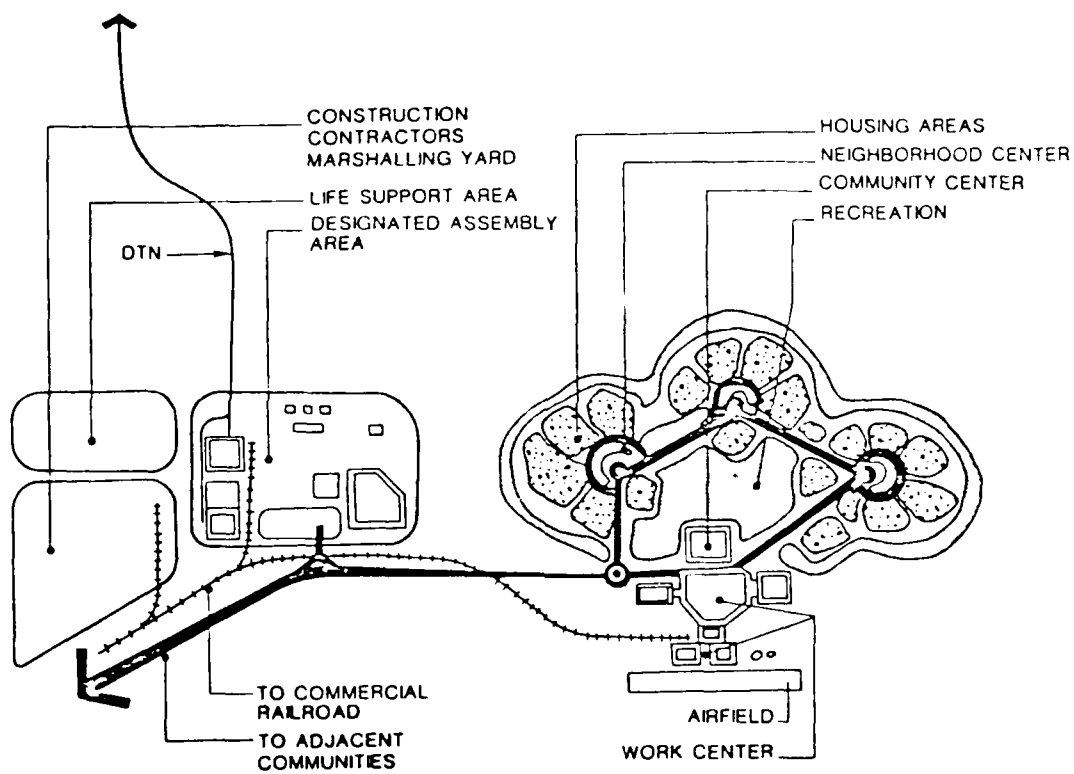 CONSTRUCTION
CONTRACTORS
MARSHALLING YARD
LIFE SUPPORT AREA
DESIGNATED ASSEMBLY
AREA
DTN
HOUSING AREAS
NEIGHBORHOOD CENTER
COMMUNITY CENTER
RECREATION
TO COMMERCIAL
RAILROAD
TO ADJACENT
COMMUNITIES
AIRFIELD
WORK CENTER